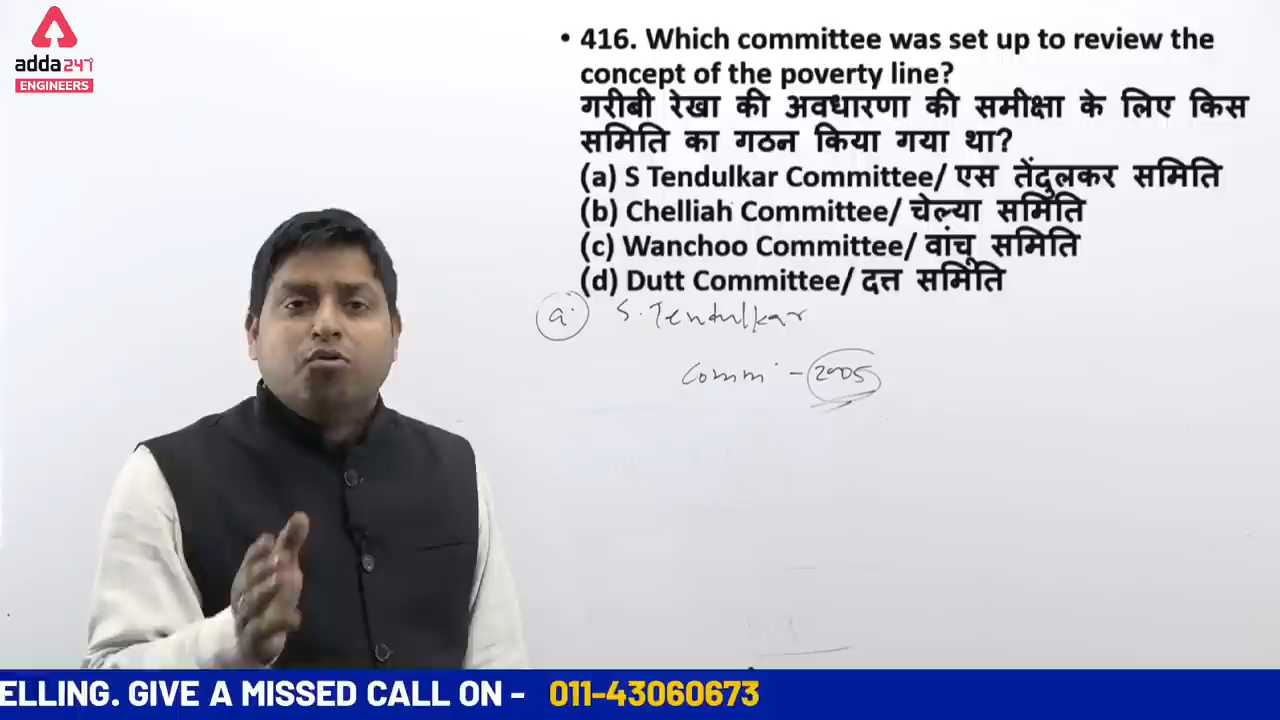 adda247
ENGINEERS
• 416. Which committee was set up to review the
concept of the poverty line?
गरीबी रेखा की अवधारणा की समीक्षा के लिए किस
समिति का गठन किया गया था?
(a) S Tendulkar Committee/ एस तेंदुलकर समिति
(b) Chelliah Committee/ चेल्या समिति
(c) Wanchoo Committee/ वांचू समिति
(d) Dutt Committee/ दत्त समिति
a. S. Tendulkar
Comm. - 2005
ELLING. GIVE A MISSED CALL ON - 011-43060673